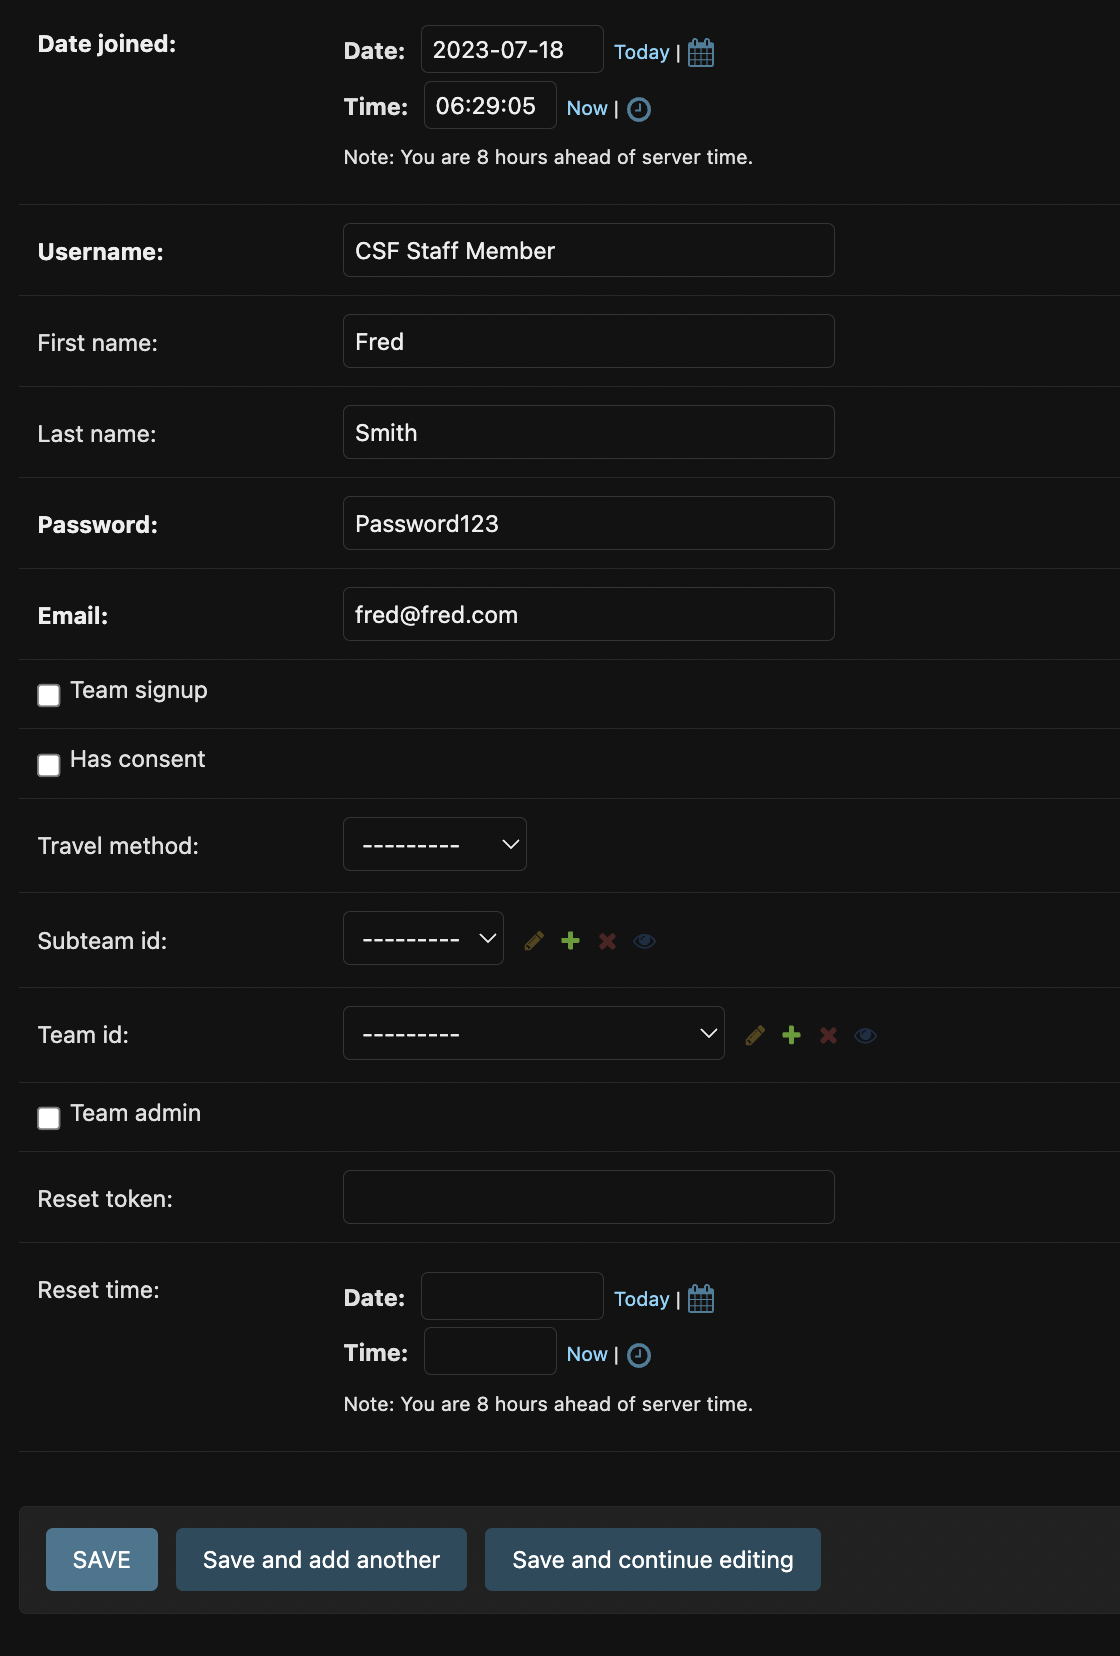 Date joined:
Date: 2023-07-18 Today |
Time: 06:29:05 Now |
Note: You are 8 hours ahead of server time.
Username: CSF Staff Member
First name: Fred
Last name: Smith
Password: Password123
Email: fred@fred.com
Team signup
Has consent
Travel method: ---------
Subteam id: ---------
Team id: ---------
Team admin
Reset token:
Reset time:
Date: Today |
Time: Now |
Note: You are 8 hours ahead of server time.
SAVE Save and add another Save and continue editing